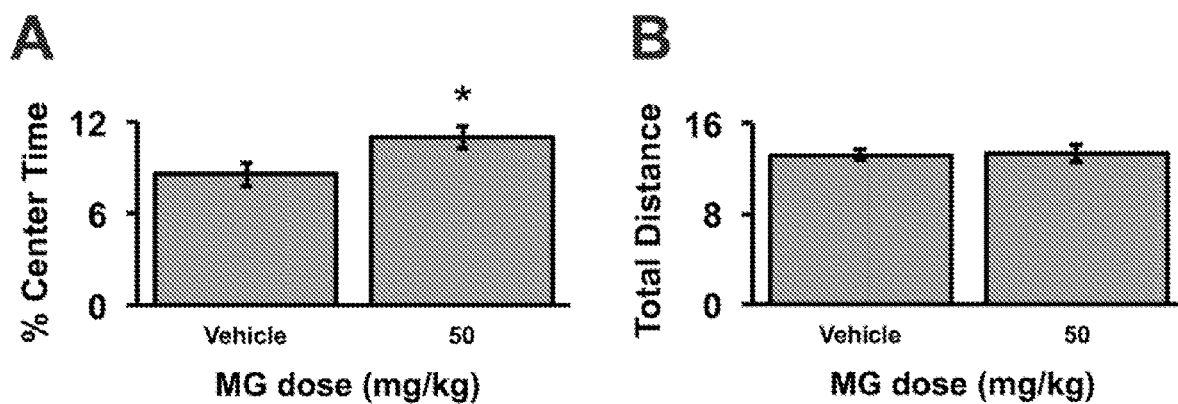 A
% Center Time
12
6
0
*
Vehicle
50
MG dose (mg/kg)
B
Total Distance
16
8
0
Vehicle
50
MG dose (mg/kg)